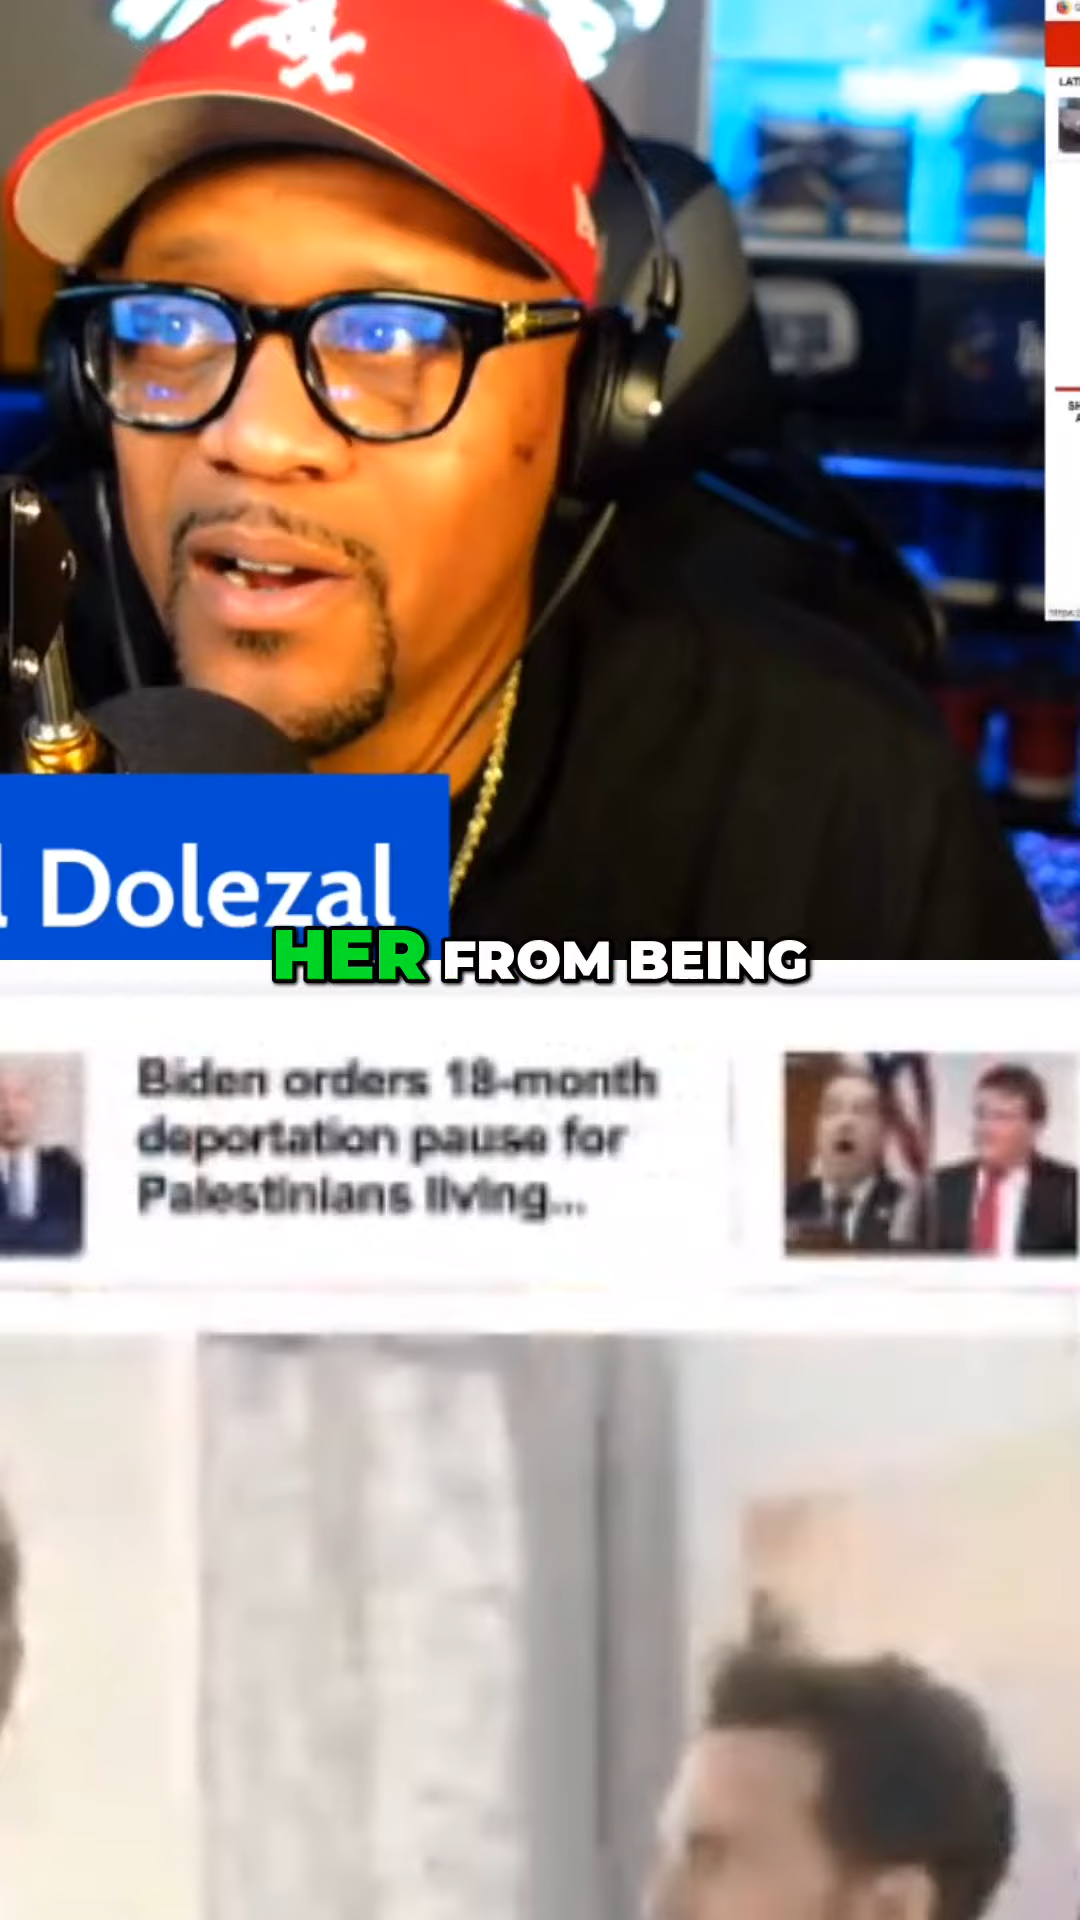 Dolezal
HER FROM BEING
Biden orders 18-month
deportation pause for
Palestinians living...